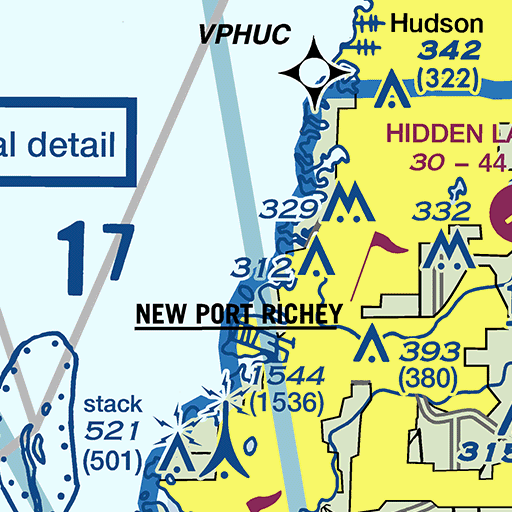 VPHUC
Hudson
342
(322)
al detail
HIDDEN LA
30 – 44
329
332
17
312
NEW PORT RICHEY
393
(380)
1544
(1536)
stack
521
(501)
315